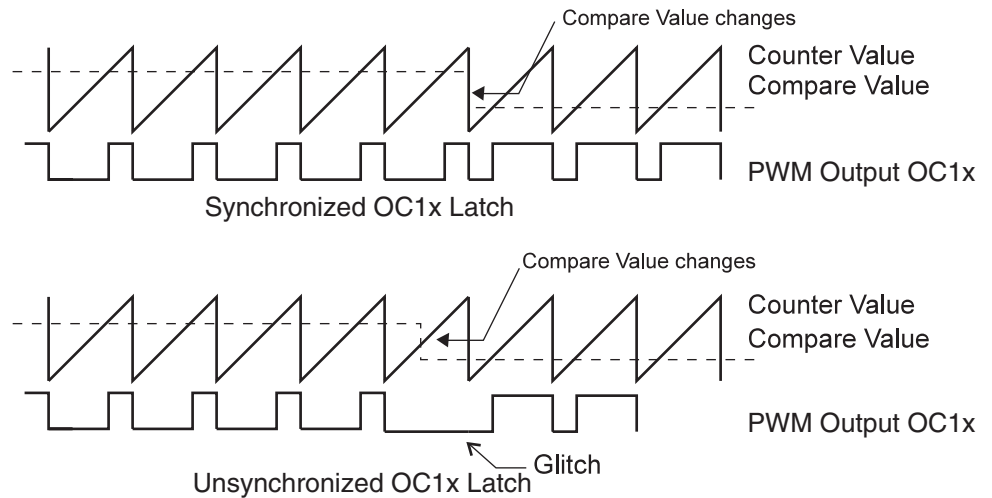 Compare Value changes
Counter Value
Compare Value
PWM Output OC1x
Synchronized OC1x Latch
Compare Value changes
Counter Value
Compare Value
PWM Output OC1x
Glitch
Unsynchronized OC1x Latch